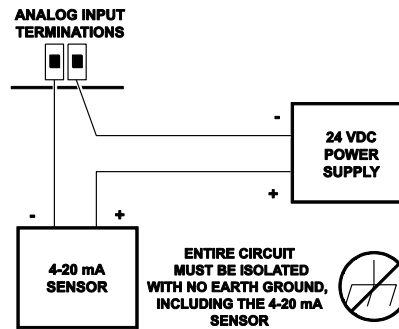 ANALOG INPUT
TERMINATIONS
-
24 VDC
POWER
SUPPLY
+
-
+
4-20 mA
SENSOR
ENTIRE CIRCUIT
MUST BE ISOLATED
WITH NO EARTH GROUND,
INCLUDING THE 4-20 mA
SENSOR